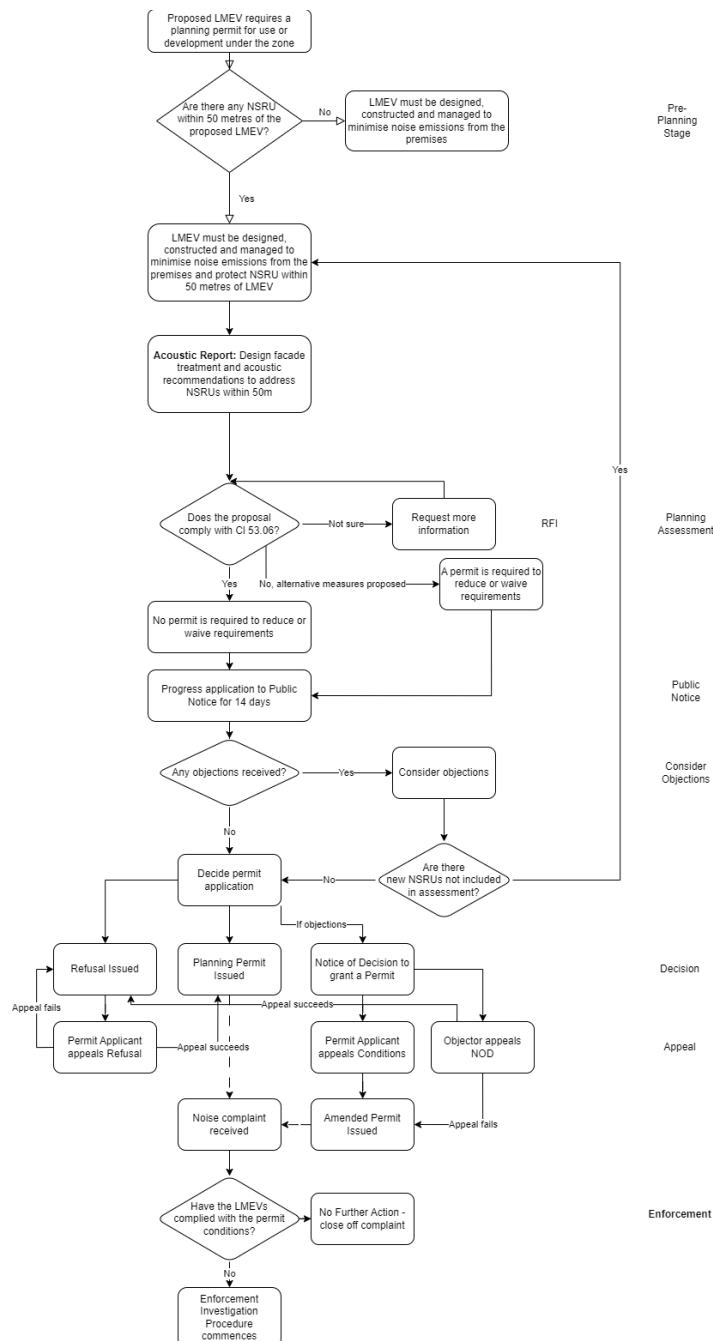 Proposed LMEV requires a
planning permit for use or
development under the zone
Are there any NSRU
within 50 metres of the
proposed LMEV?
No
LMEV must be designed,
constructed and managed to
minimise noise emissions from the
premises
Pre-
Planning
Stage
Yes
LMEV must be designed,
constructed and managed to
minimise noise emissions from the
premises and protect NSRU within
50 metres of LMEV
Acoustic Report: Design facade
treatment and acoustic
recommendations to address
NSRUs within 50m
Yes
Does the proposal
comply with Cl 53.06?
Not sure
Request more
information
RFI
Planning
Assessment
Yes
No, alternative measures proposed
A permit is required to
reduce or waive
requirements
No permit is required to reduce or
waive requirements
Progress application to Public
Notice for 14 days
Public
Notice
Any objections received?
Yes
Consider objections
Consider
Objections
No
Decide permit
application
No
Are there
new NSRUs not included
in assessment?
If objections
Refusal Issued
Planning Permit
Issued
Notice of Decision to
grant a Permit
Decision
Appeal fails
Appeal succeeds
Permit Applicant
appeals Refusal
Appeal succeeds
Permit Applicant
appeals Conditions
Objector appeals
NOD
Appeal
Noise complaint
received
Amended Permit
Issued
Appeal fails
Have the LMEVs
complied with the permit
conditions?
No Further Action -
close off complaint
Enforcement
No
Enforcement
Investigation
Procedure
commences